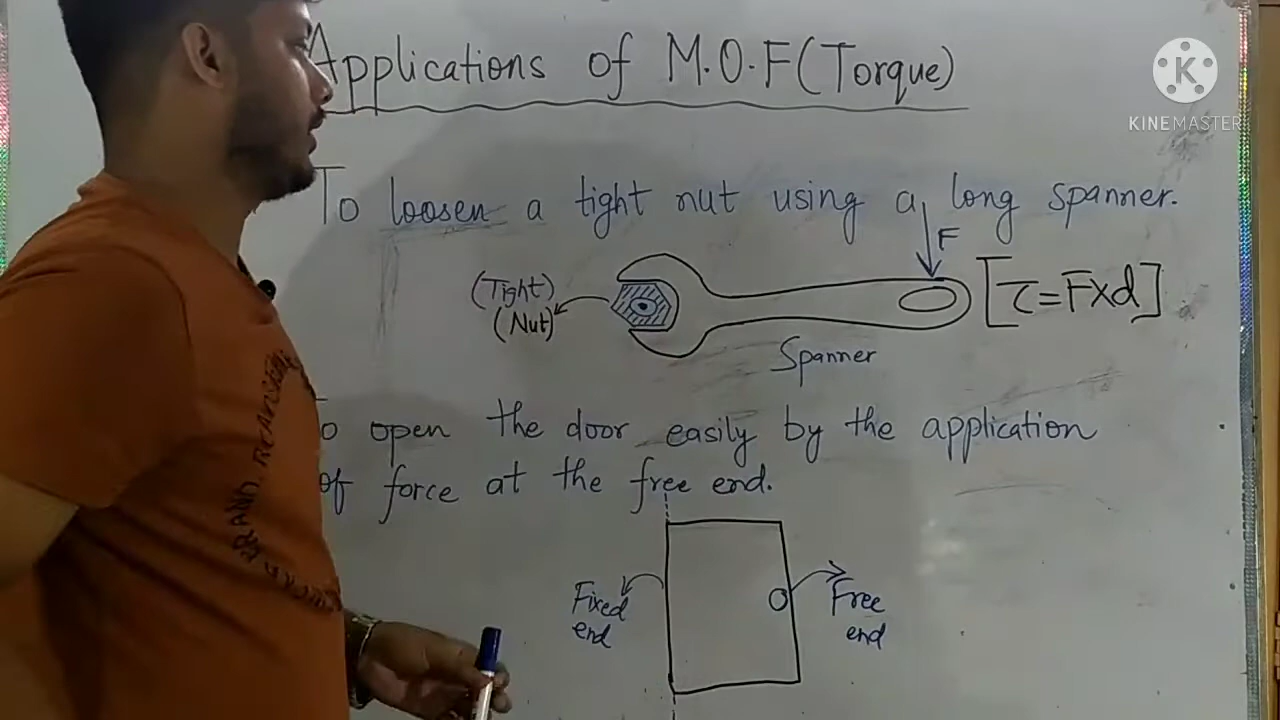 Applications of M.O.F (Torque)
K
KINEMASTER
To loosen a tight nut using a long spanner.
F
(Tight)
(Nut)
[τ = F×d]
Spanner
To open the door easily by the application
of force at the free end.
Fixed
end
Free
end